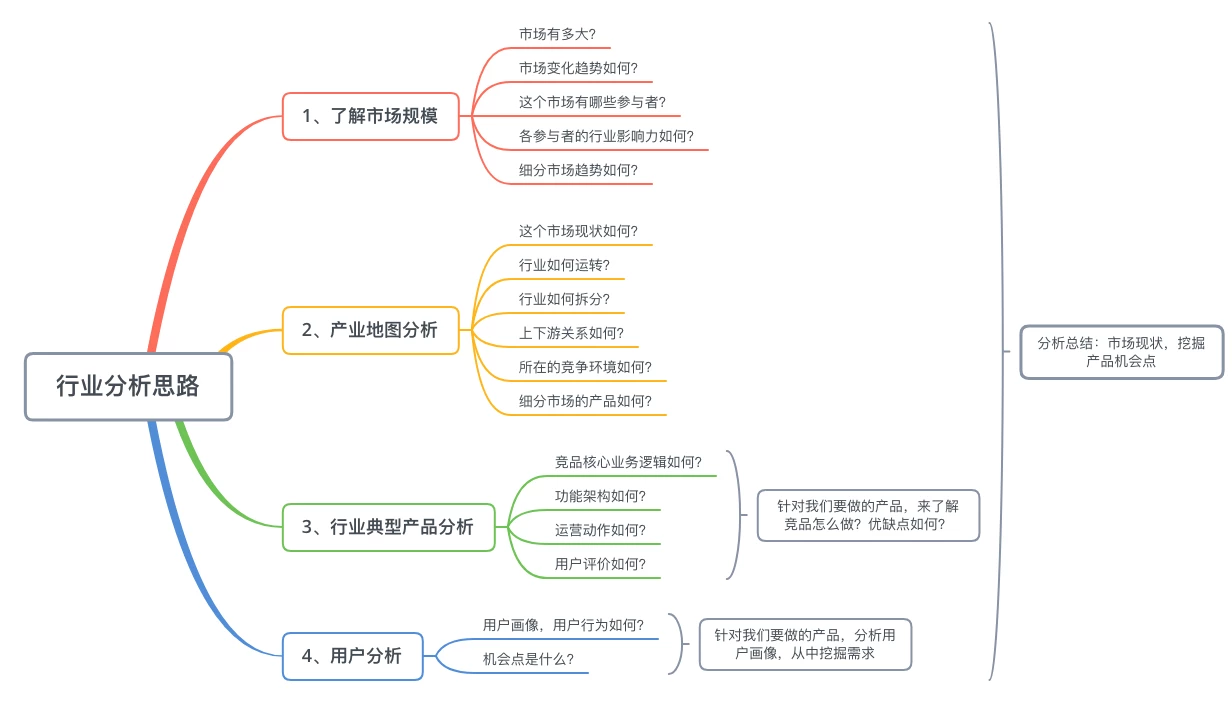 行业分析思路
1、了解市场规模
市场有多大?
市场变化趋势如何?
这个市场有哪些参与者?
各参与者的行业影响力如何?
细分市场趋势如何?
2、产业地图分析
这个市场现状如何?
行业如何运转?
行业如何拆分?
上下游关系如何?
所在的竞争环境如何?
细分市场的产品如何?
3、行业典型产品分析
竞品核心业务逻辑如何?
功能架构如何?
运营动作如何?
用户评价如何?
针对我们要做的产品，来了解
竞品怎么做？优缺点如何?
4、用户分析
用户画像，用户行为如何?
机会点是什么?
针对我们要做的产品，分析用
户画像，从中挖掘需求
分析总结：市场现状，挖掘
产品机会点